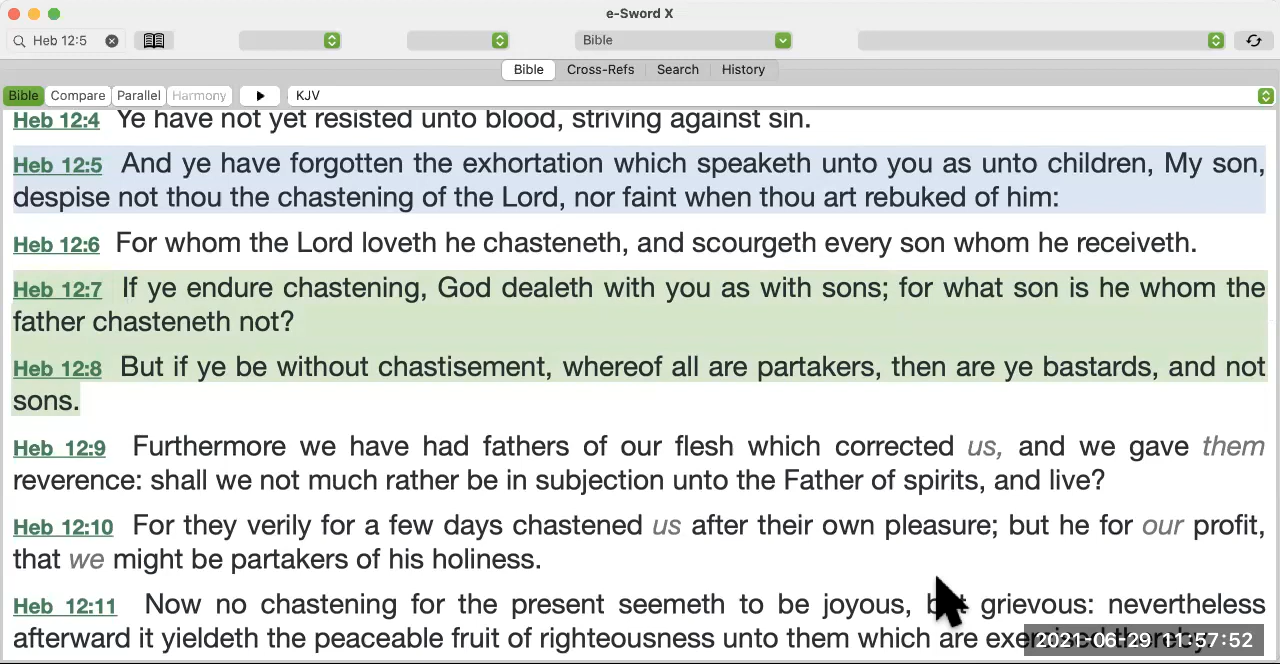 e-Sword X
Heb 12:5
Bible
Bible Cross-Refs Search History
Bible Compare Parallel Harmony KJV
Heb 12:4 Ye have not yet resisted unto blood, striving against sin.
Heb 12:5 And ye have forgotten the exhortation which speaketh unto you as unto children, My son,
despise not thou the chastening of the Lord, nor faint when thou art rebuked of him:
Heb 12:6 For whom the Lord loveth he chasteneth, and scourgeth every son whom he receiveth.
Heb 12:7 If ye endure chastening, God dealeth with you as with sons; for what son is he whom the
father chasteneth not?
Heb 12:8 But if ye be without chastisement, whereof all are partakers, then are ye bastards, and not
sons.
Heb 12:9 Furthermore we have had fathers of our flesh which corrected us, and we gave them
reverence: shall we not much rather be in subjection unto the Father of spirits, and live?
Heb 12:10 For they verily for a few days chastened us after their own pleasure; but he for our profit,
that we might be partakers of his holiness.
Heb 12:11 Now no chastening for the present seemeth to be joyous, but grievous: nevertheless
afterward it yieldeth the peaceable fruit of righteousness unto them which are exercised thereby.
2021-06-29 11:57:52